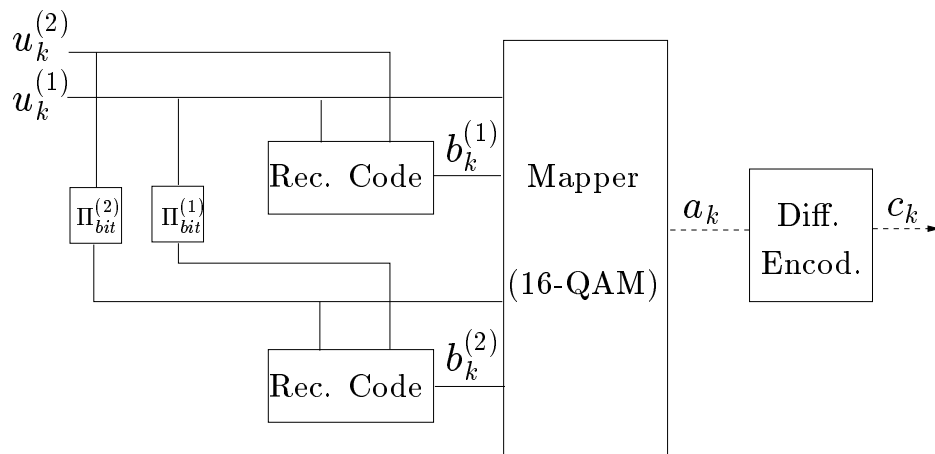 u_k^{(2)}
u_k^{(1)}
b_k^{(1)}
Rec. Code
Mapper
Π_{bit}^{(2)}
Π_{bit}^{(1)}
a_k
Diff.
Encod.
c_k
(16-QAM)
b_k^{(2)}
Rec. Code